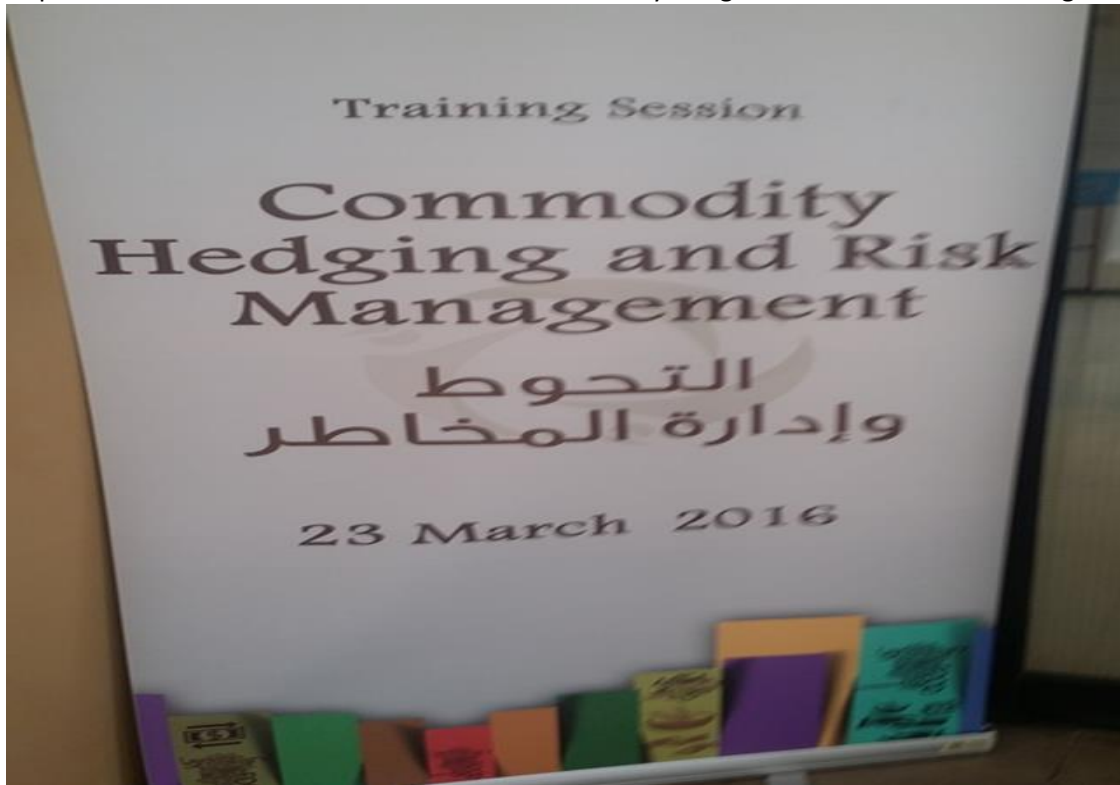 Training Session
Commodity
Hedging and Risk
Management
التحوط
وإدارة المخاطر
23 March 2016